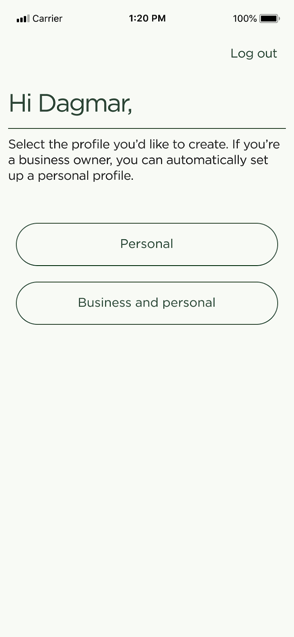 Carrier
1:20 PM
100%
Log out
Hi Dagmar,
Select the profile you’d like to create. If you’re
a business owner, you can automatically set
up a personal profile.
Personal
Business and personal